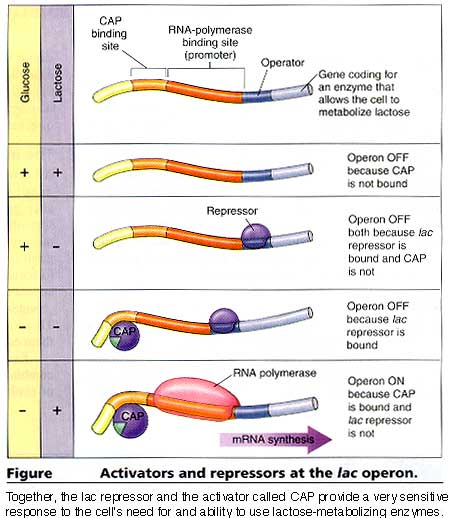 CAP
binding
site
RNA-polymerase
binding site
(promoter)
Operator
Gene coding for
an enzyme that
allows the cell to
metabolize lactose
Glucose
Lactose
+ +
Operon OFF
because CAP
is not bound
+ –
Repressor
Operon OFF
both because lac
repressor is
bound and CAP
is not
– –
CAP
Operon OFF
because lac
repressor is
bound
– +
CAP
RNA polymerase
mRNA synthesis
Operon ON
because CAP
is bound and
lac repressor
is not
Figure Activators and repressors at the lac operon.
Together, the lac repressor and the activator called CAP provide a very sensitive
response to the cell's need for and ability to use lactose-metabolizing enzymes.